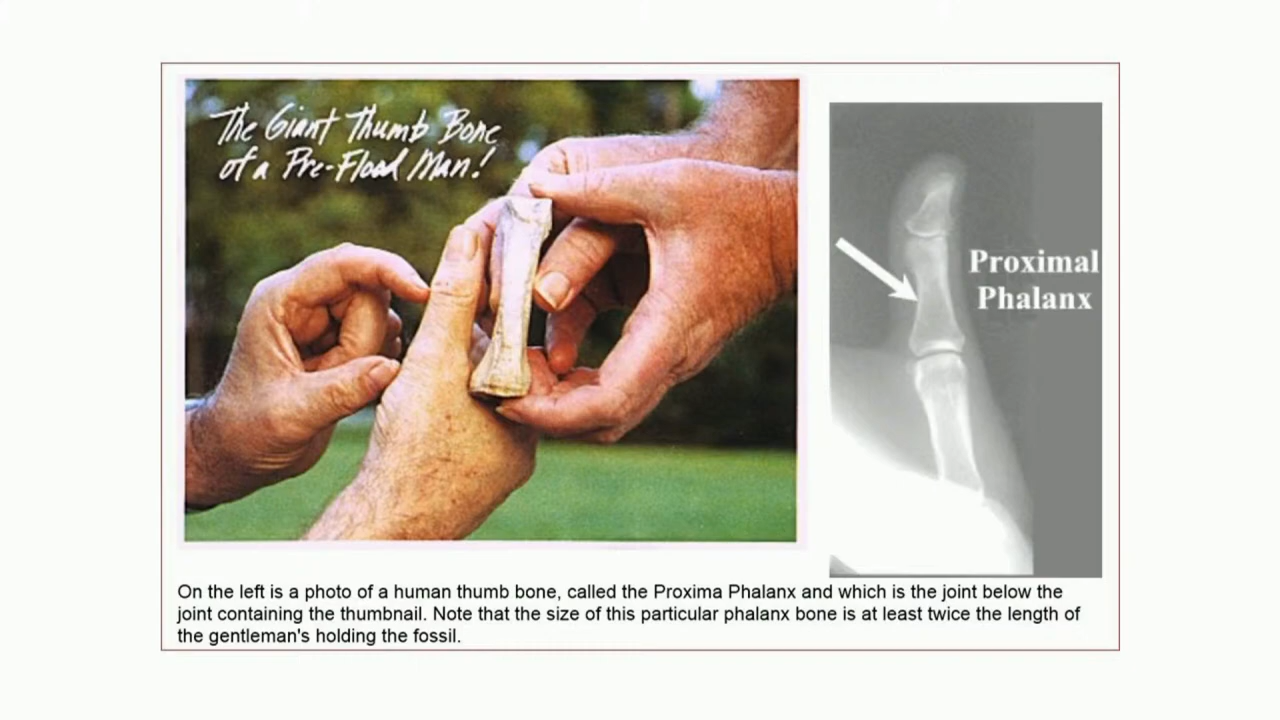 The Giant Thumb Bone
of a Pre-Flood Man!
Proximal
Phalanx
On the left is a photo of a human thumb bone, called the Proxima Phalanx and which is the joint below the
joint containing the thumbnail. Note that the size of this particular phalanx bone is at least twice the length of
the gentleman's holding the fossil.